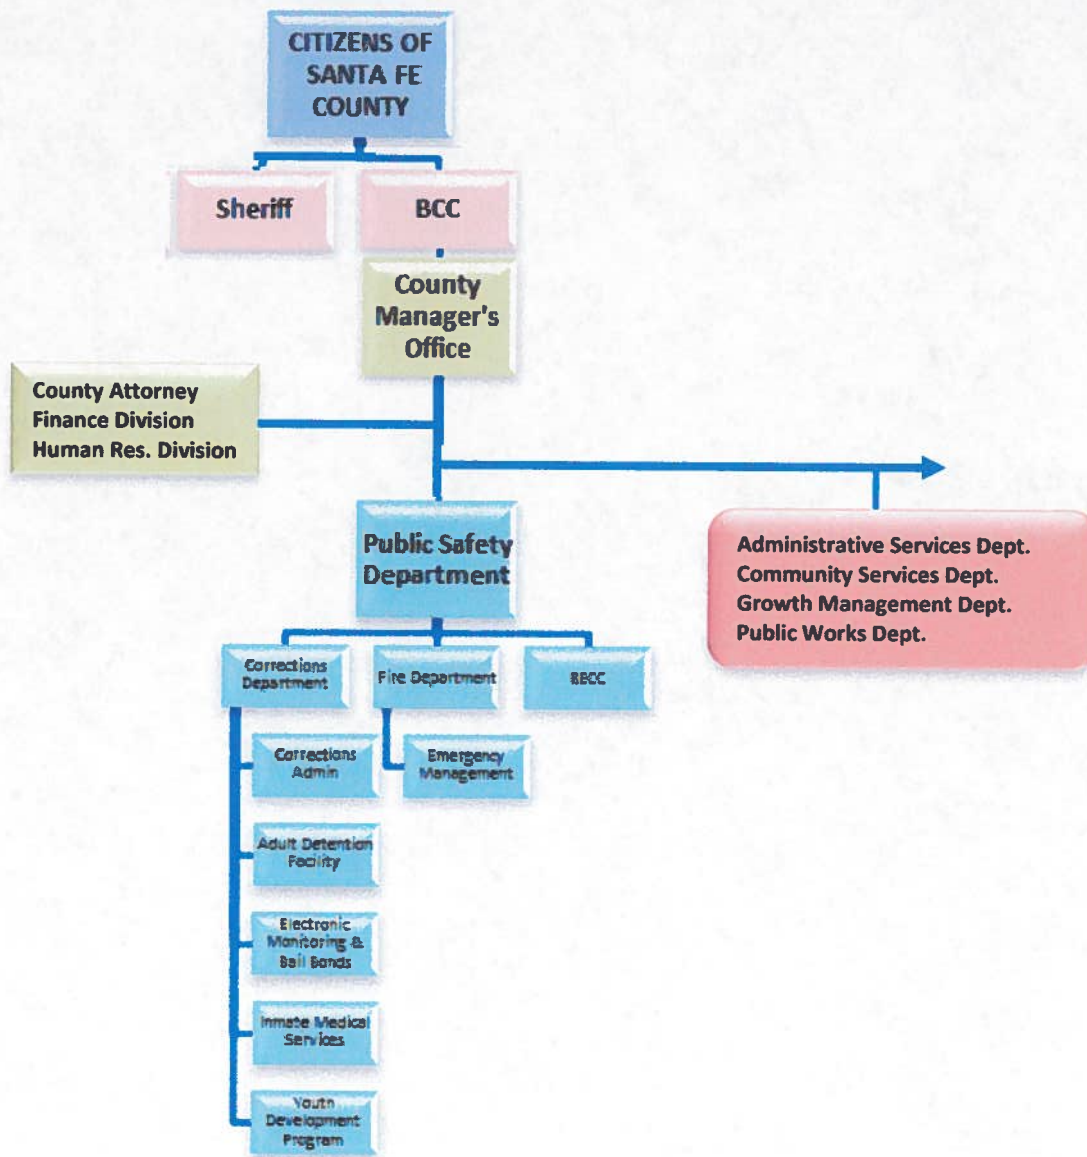 CITIZENS OF
SANTA FE
COUNTY
Sheriff
BCC
County
Manager's
Office
County Attorney
Finance Division
Human Res. Division
Public Safety
Department
Administrative Services Dept.
Community Services Dept.
Growth Management Dept.
Public Works Dept.
Corrections
Department
Fire Department
RECC
Corrections
Admin
Emergency
Management
Adult Detention
Facility
Electronic
Monitoring &
Bail Bonds
Inmate Medical
Services
Youth
Development
Program